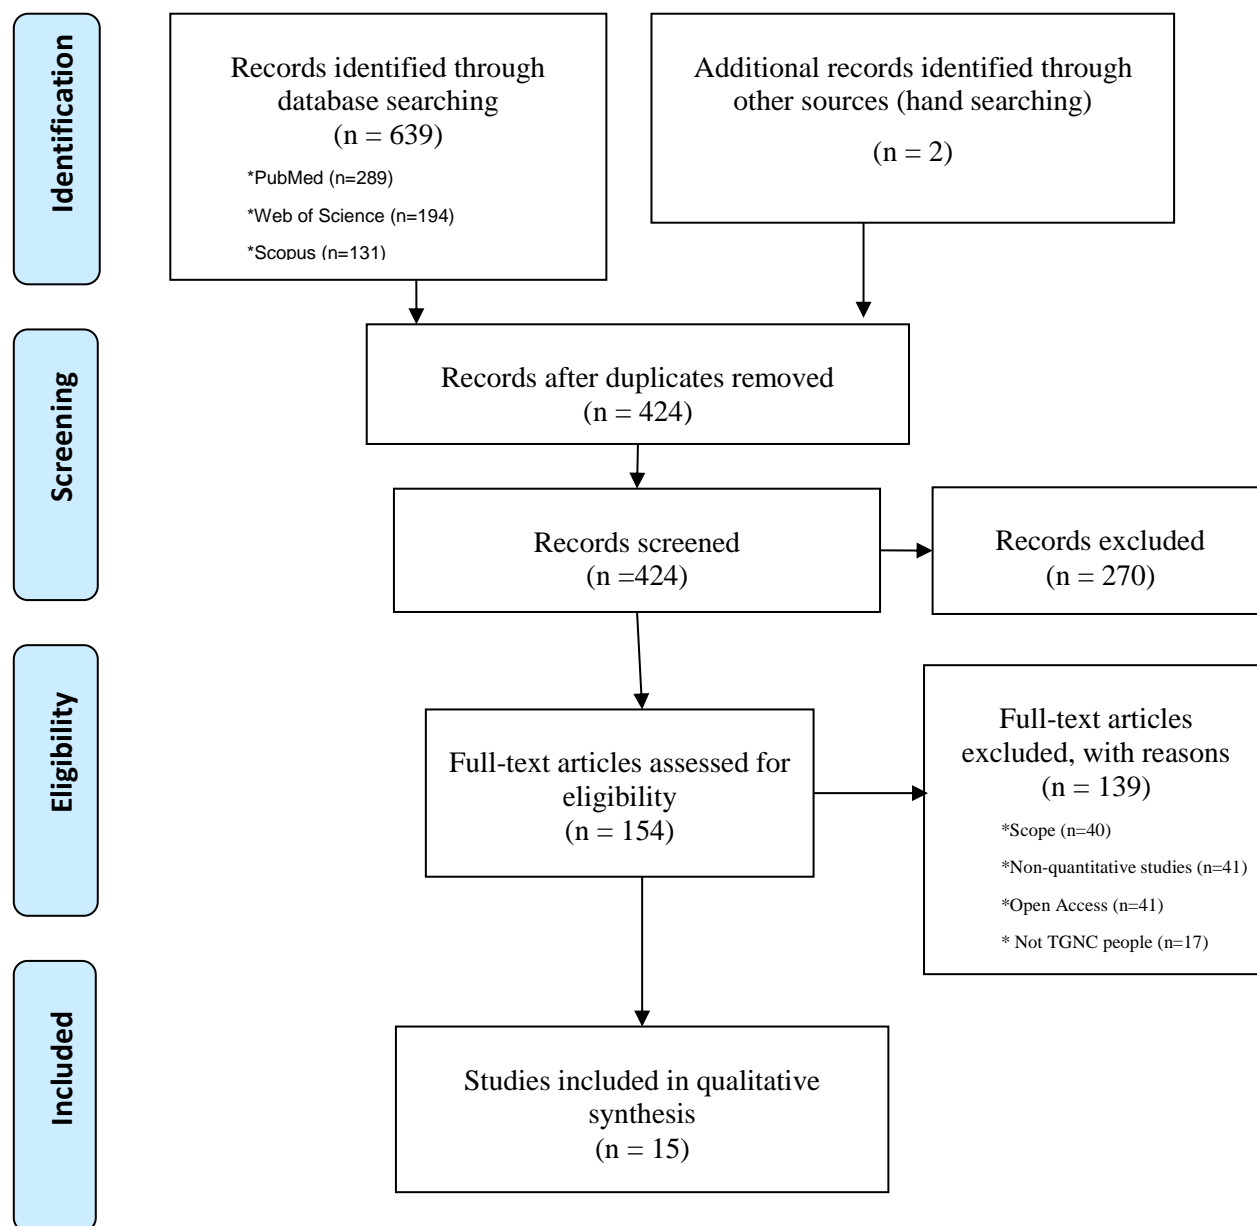 Identification
Records identified through
database searching
(n = 639)
*PubMed (n=289)
*Web of Science (n=194)
*Scopus (n=131)
Additional records identified through
other sources (hand searching)
(n = 2)
Screening
Records after duplicates removed
(n = 424)
Records screened
(n =424)
Records excluded
(n = 270)
Eligibility
Full-text articles assessed for
eligibility
(n = 154)
Full-text articles
excluded, with reasons
(n = 139)
*Scope (n=40)
*Non-quantitative studies (n=41)
*Open Access (n=41)
* Not TGNC people (n=17)
Included
Studies included in qualitative
synthesis
(n = 15)